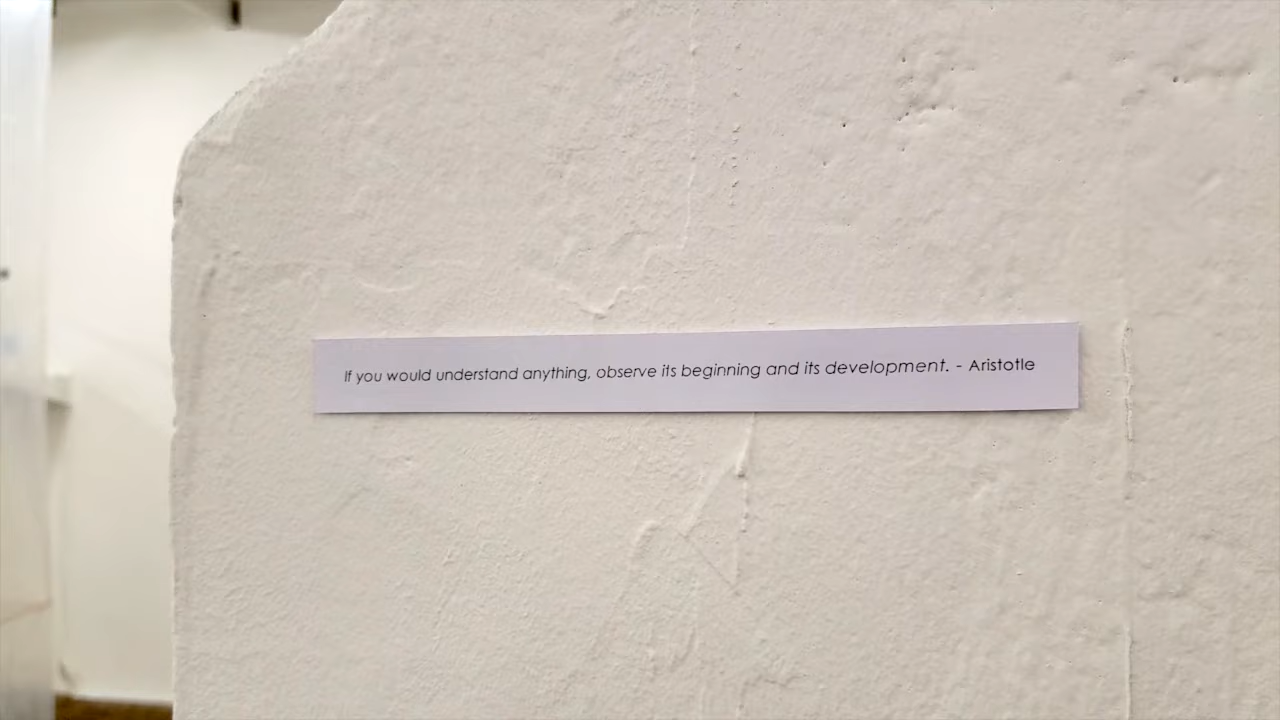 If you would understand anything, observe its beginning and its development. - Aristotle